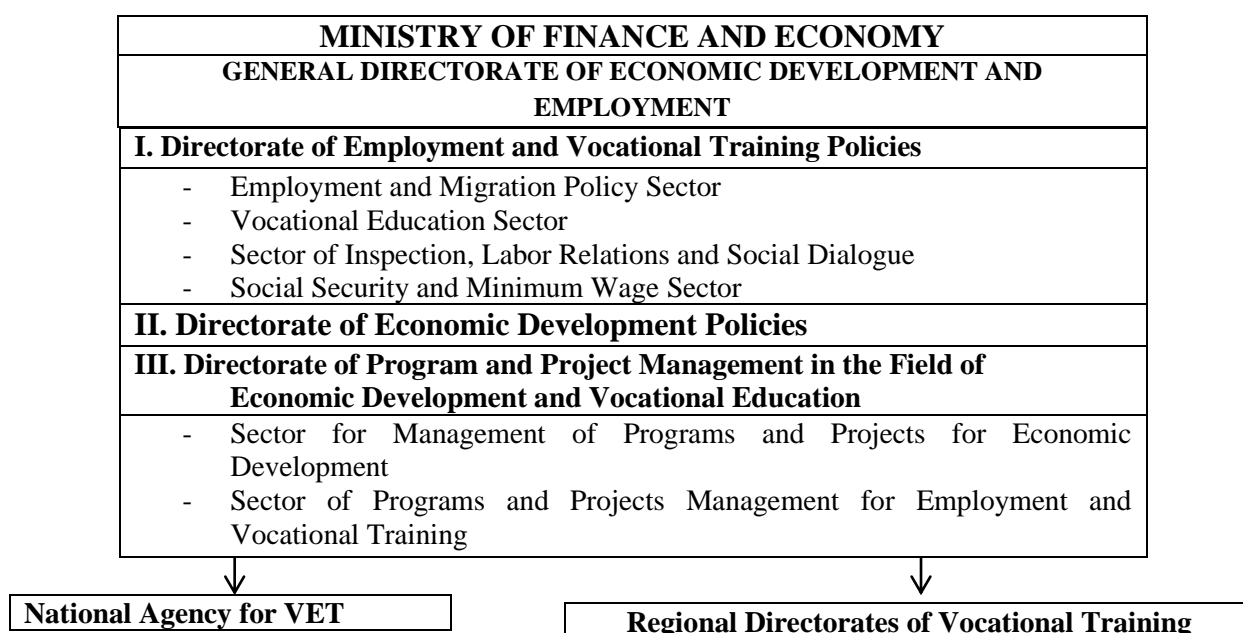 MINISTRY OF FINANCE AND ECONOMY
GENERAL DIRECTORATE OF ECONOMIC DEVELOPMENT AND
EMPLOYMENT
I. Directorate of Employment and Vocational Training Policies
- Employment and Migration Policy Sector
- Vocational Education Sector
- Sector of Inspection, Labor Relations and Social Dialogue
- Social Security and Minimum Wage Sector
II. Directorate of Economic Development Policies
III. Directorate of Program and Project Management in the Field of
Economic Development and Vocational Education
- Sector for Management of Programs and Projects for Economic
Development
- Sector of Programs and Projects Management for Employment and
Vocational Training
National Agency for VET
Regional Directorates of Vocational Training